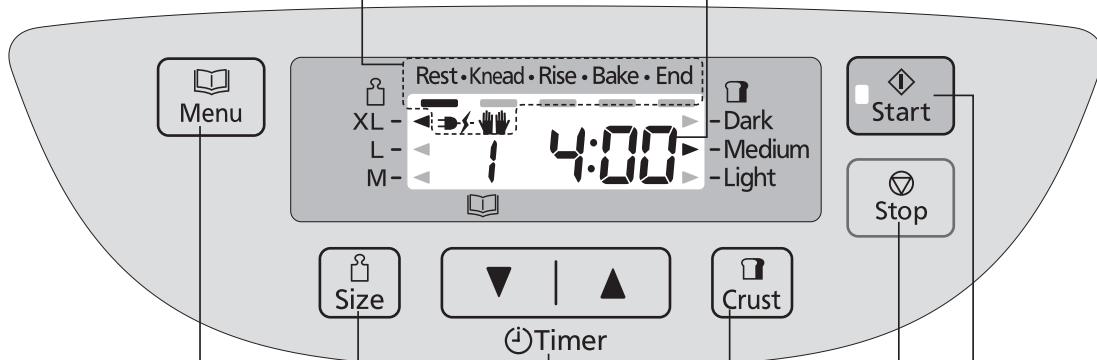 Rest • Knead • Rise • Bake • End
Menu
XL
L
M
1
4:00
Dark
Medium
Light
Start
Stop
Size
Crust
Timer